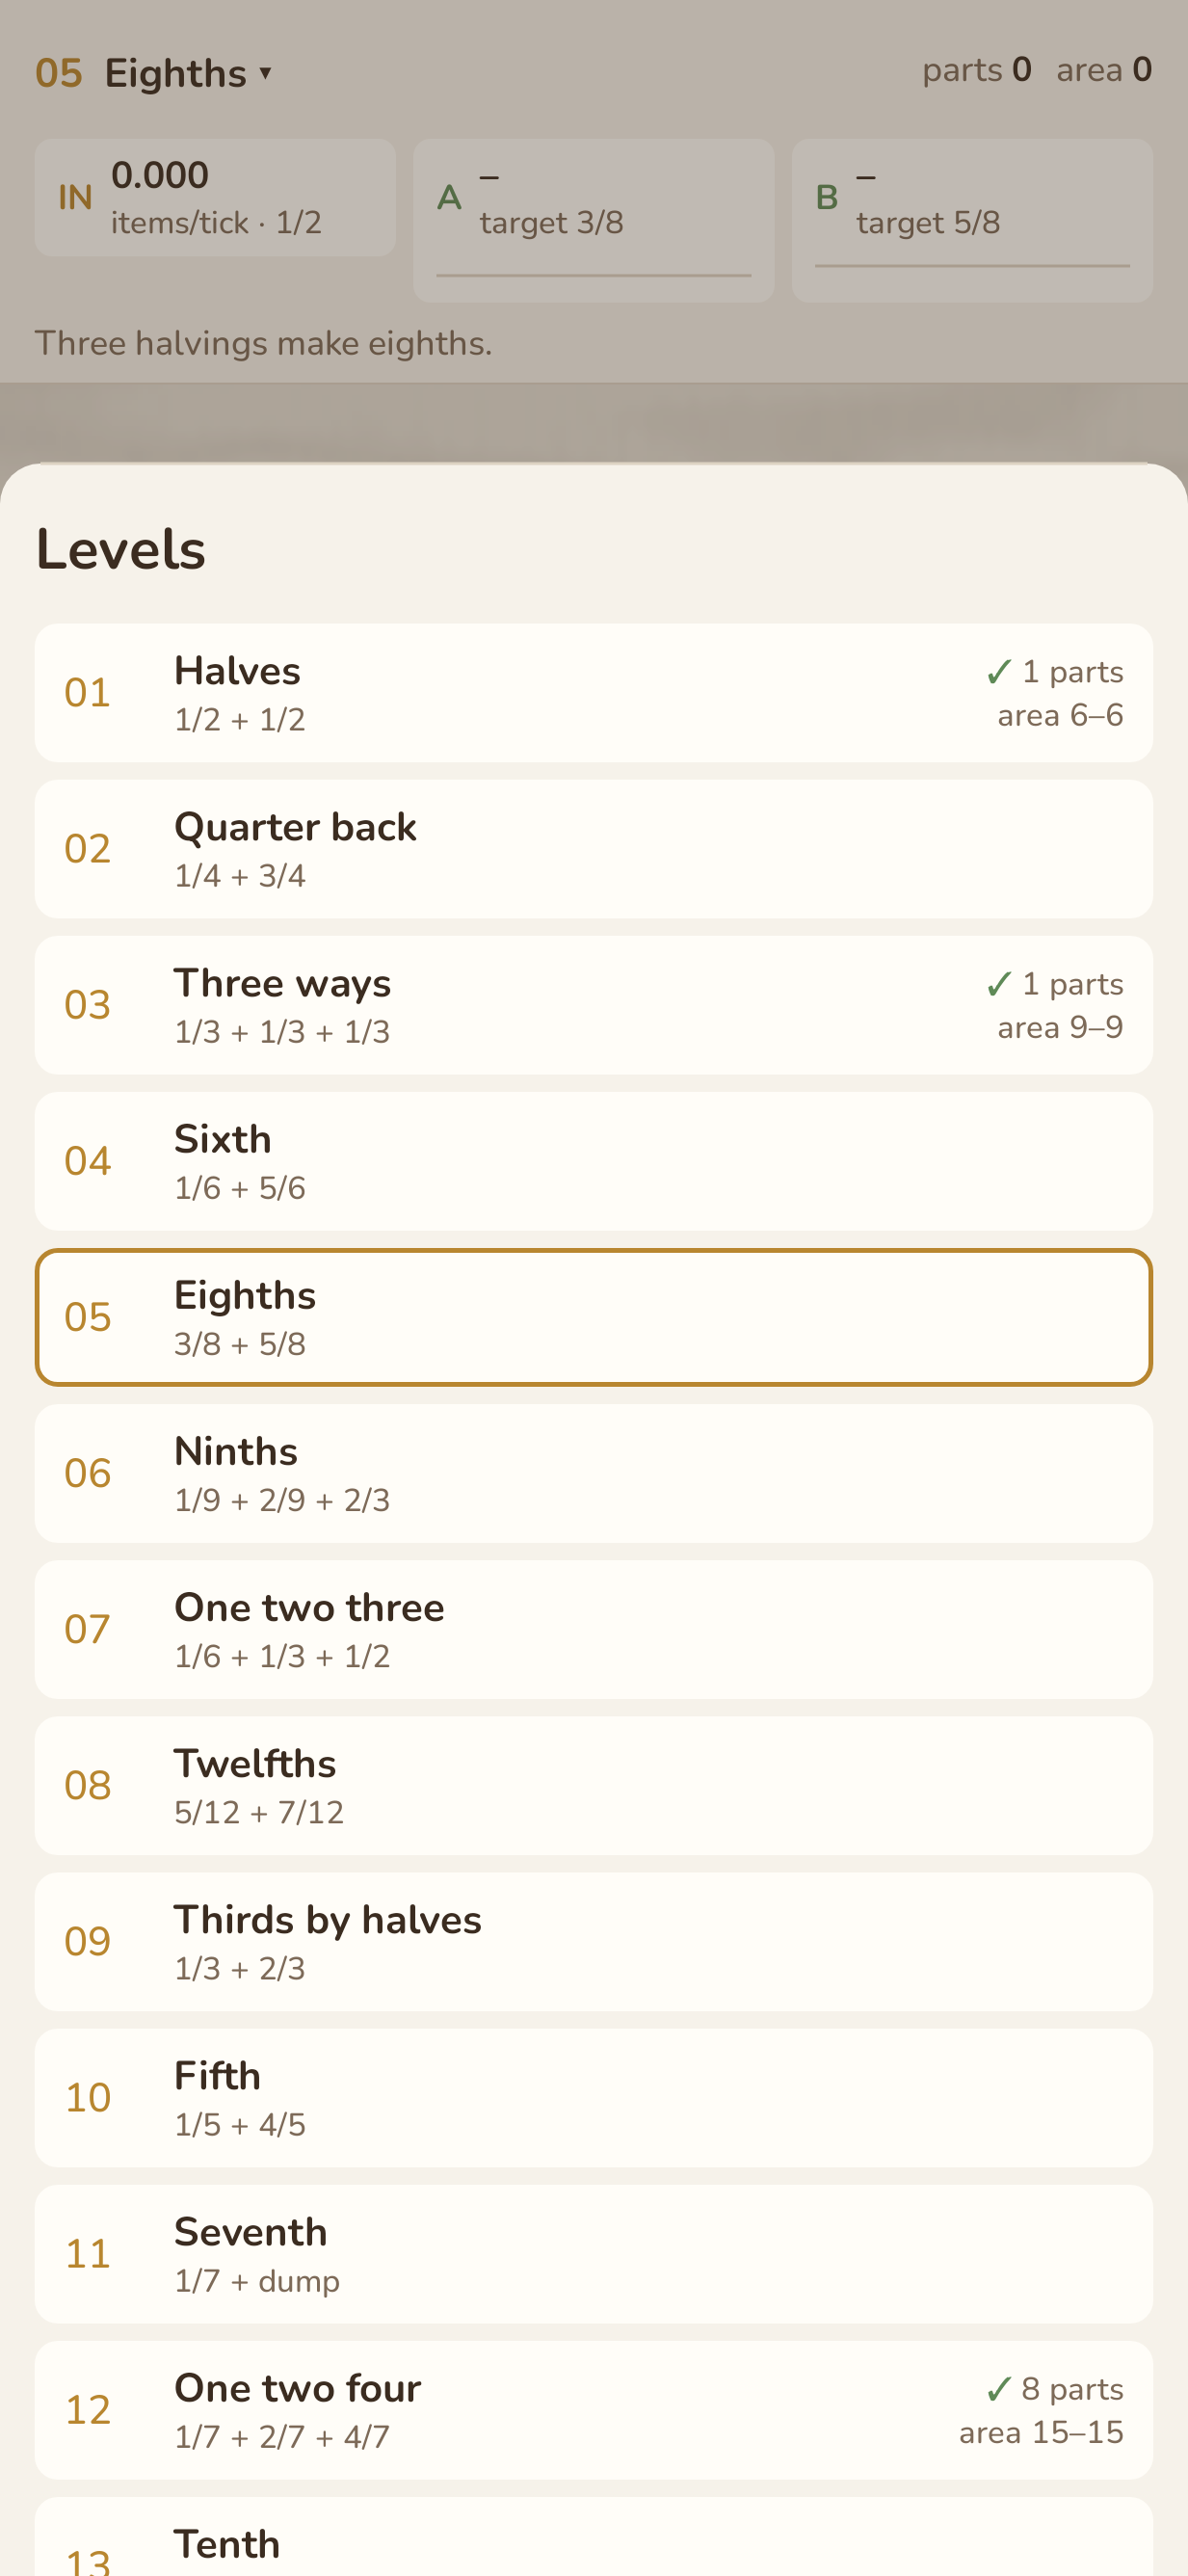 05 Eighths ▾
parts 0 area 0
IN 0.000
items/tick · 1/2
A –
target 3/8
B –
target 5/8
Three halvings make eighths.
Levels
01 Halves
1/2 + 1/2
✓ 1 parts
area 6–6
02 Quarter back
1/4 + 3/4
03 Three ways
1/3 + 1/3 + 1/3
✓ 1 parts
area 9–9
04 Sixth
1/6 + 5/6
05 Eighths
3/8 + 5/8
06 Ninths
1/9 + 2/9 + 2/3
07 One two three
1/6 + 1/3 + 1/2
08 Twelfths
5/12 + 7/12
09 Thirds by halves
1/3 + 2/3
10 Fifth
1/5 + 4/5
11 Seventh
1/7 + dump
12 One two four
1/7 + 2/7 + 4/7
✓ 8 parts
area 15–15
13 Tenth